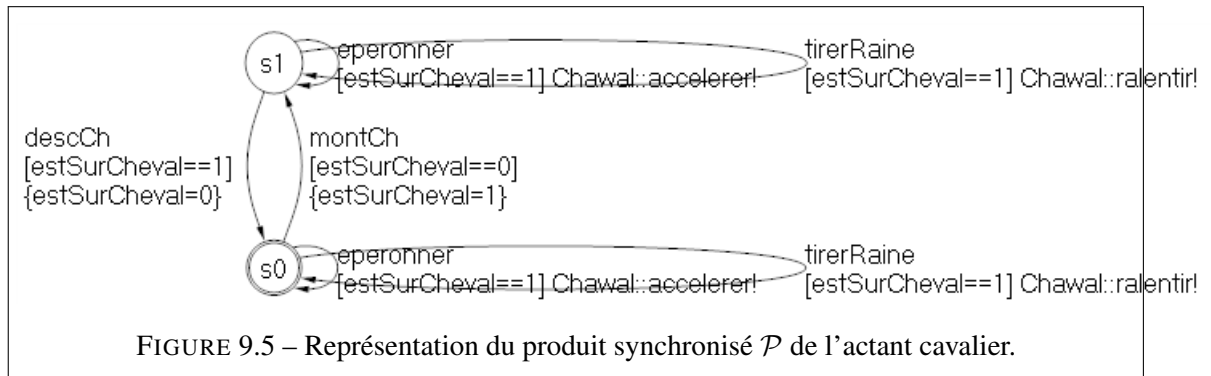 s1
eperonner
[estSurCheval==1] Chawal::accelerer!
tirerRaine
[estSurCheval==1] Chawal::ralentir!
descCh
[estSurCheval==1]
{estSurCheval=0}
montCh
[estSurCheval==0]
{estSurCheval=1}
s0
eperonner
[estSurCheval==1] Chawal::accelerer!
tirerRaine
[estSurCheval==1] Chawal::ralentir!
FIGURE 9.5 – Représentation du produit synchronisé P de l'actant cavalier.